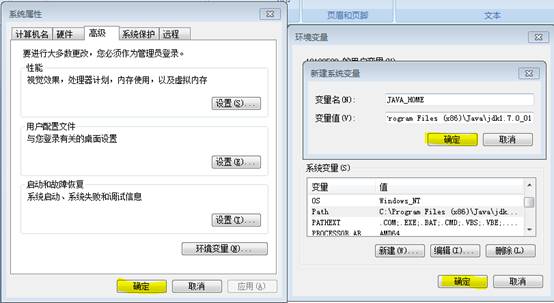 系统属性
计算机名 硬件 高级 系统保护 远程
要进行大多数更改，您必须作为管理员登录。
性能
视觉效果，处理器计划，内存使用，以及虚拟内存
设置(S)...
用户配置文件
与您登录有关的桌面设置
设置(E)...
启动和故障恢复
系统启动、系统失败和调试信息
设置(T)...
环境变量(N)...
确定 取消 应用(A)
页眉和页脚 文本
环境变量
的用户变量(U)
新建系统变量
变量名(N): JAVA_HOME
变量值(V): rogram Files (x86)\Java\jdk1.7.0_01
确定 取消
系统变量(S)
变量 值
OS Windows_NT
Path C:\Program Files (x86)\Java\jdk...
PATHEXT .COM;.EXE;.BAT;.CMD;.VBS;.VBE;....
PROCESSOR_AR AMD64
新建(W)... 编辑(I)... 删除(L)
确定 取消